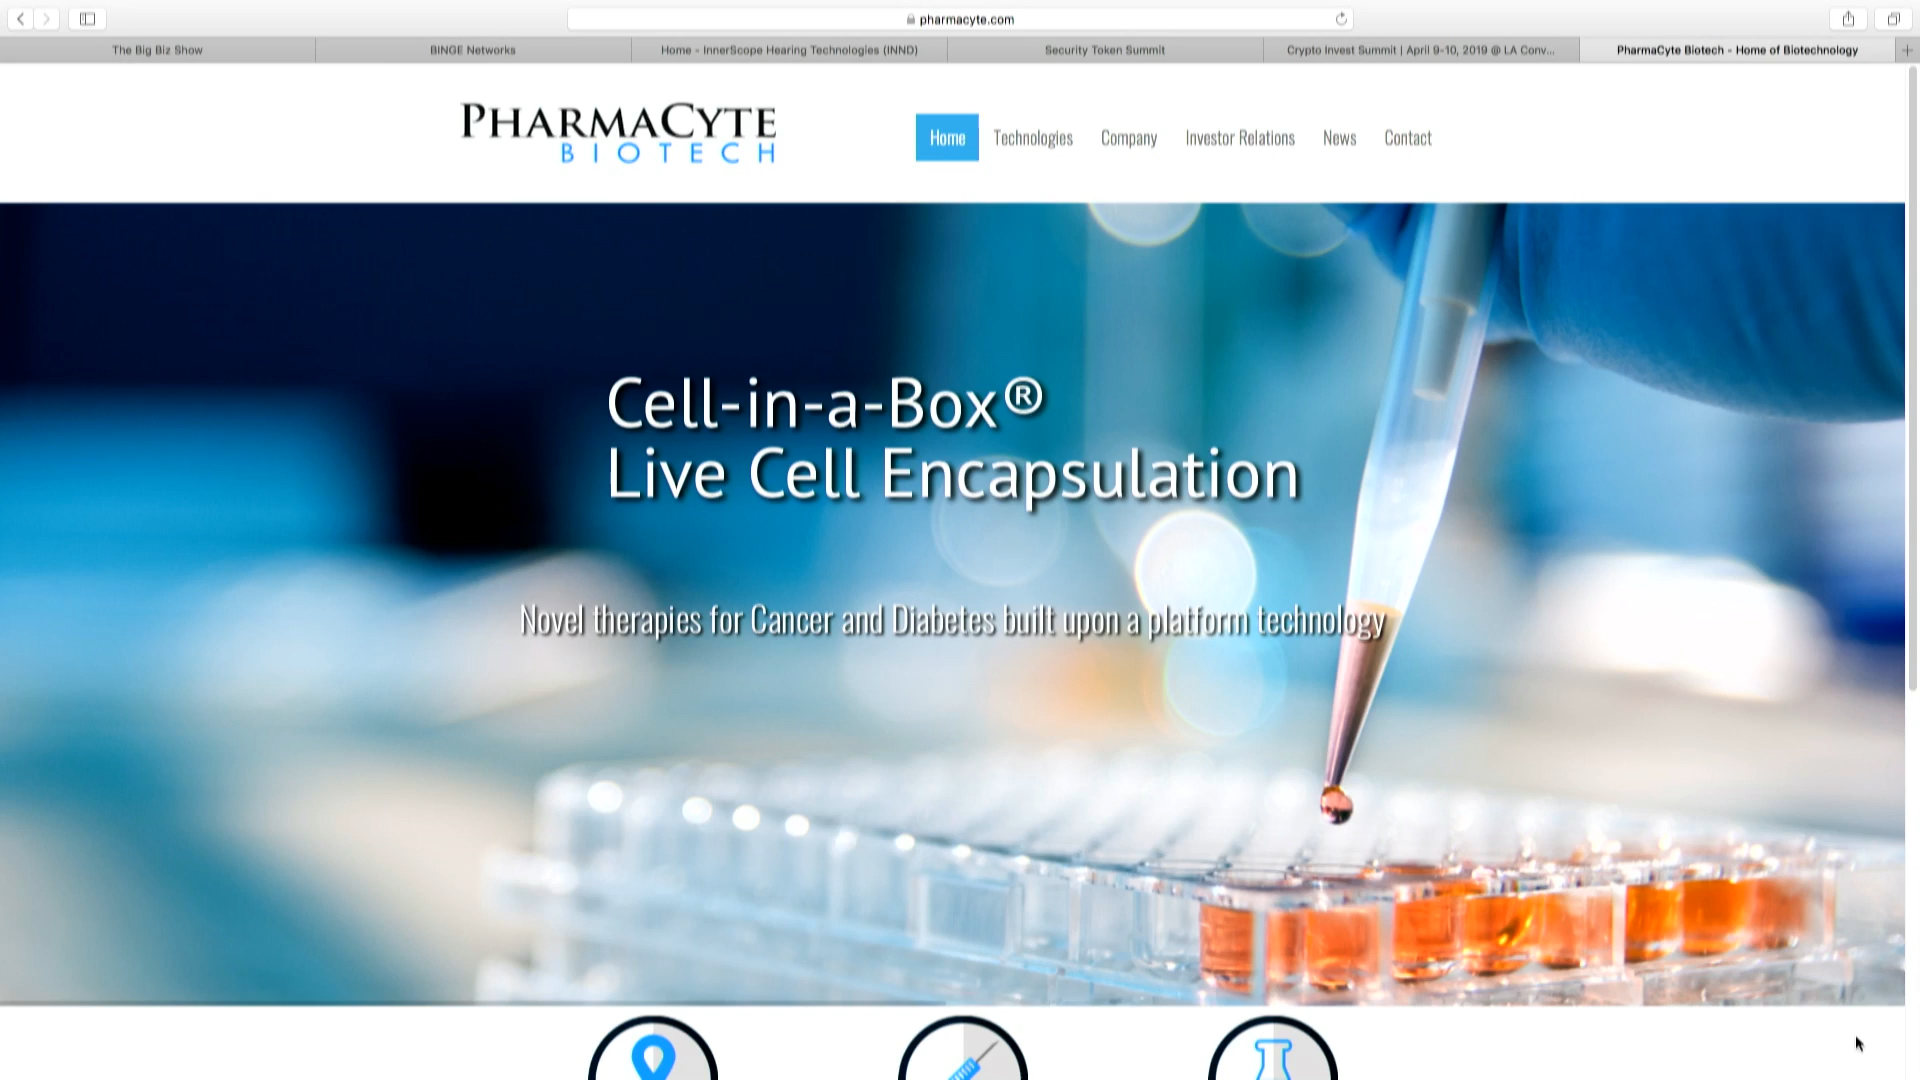 pharmacyte.com
The Big Biz Show
BINGE Networks
Home - InnerScope Hearing Technologies (INND)
Security Token Summit
Crypto Invest Summit | April 9-10, 2019 @ LA Conv...
PharmaCyte Biotech - Home of Biotechnology
PHARMACYTE
BIOTECH
Home
Technologies
Company
Investor Relations
News
Contact
Cell-in-a-Box®
Live Cell Encapsulation
Novel therapies for Cancer and Diabetes built upon a platform technology